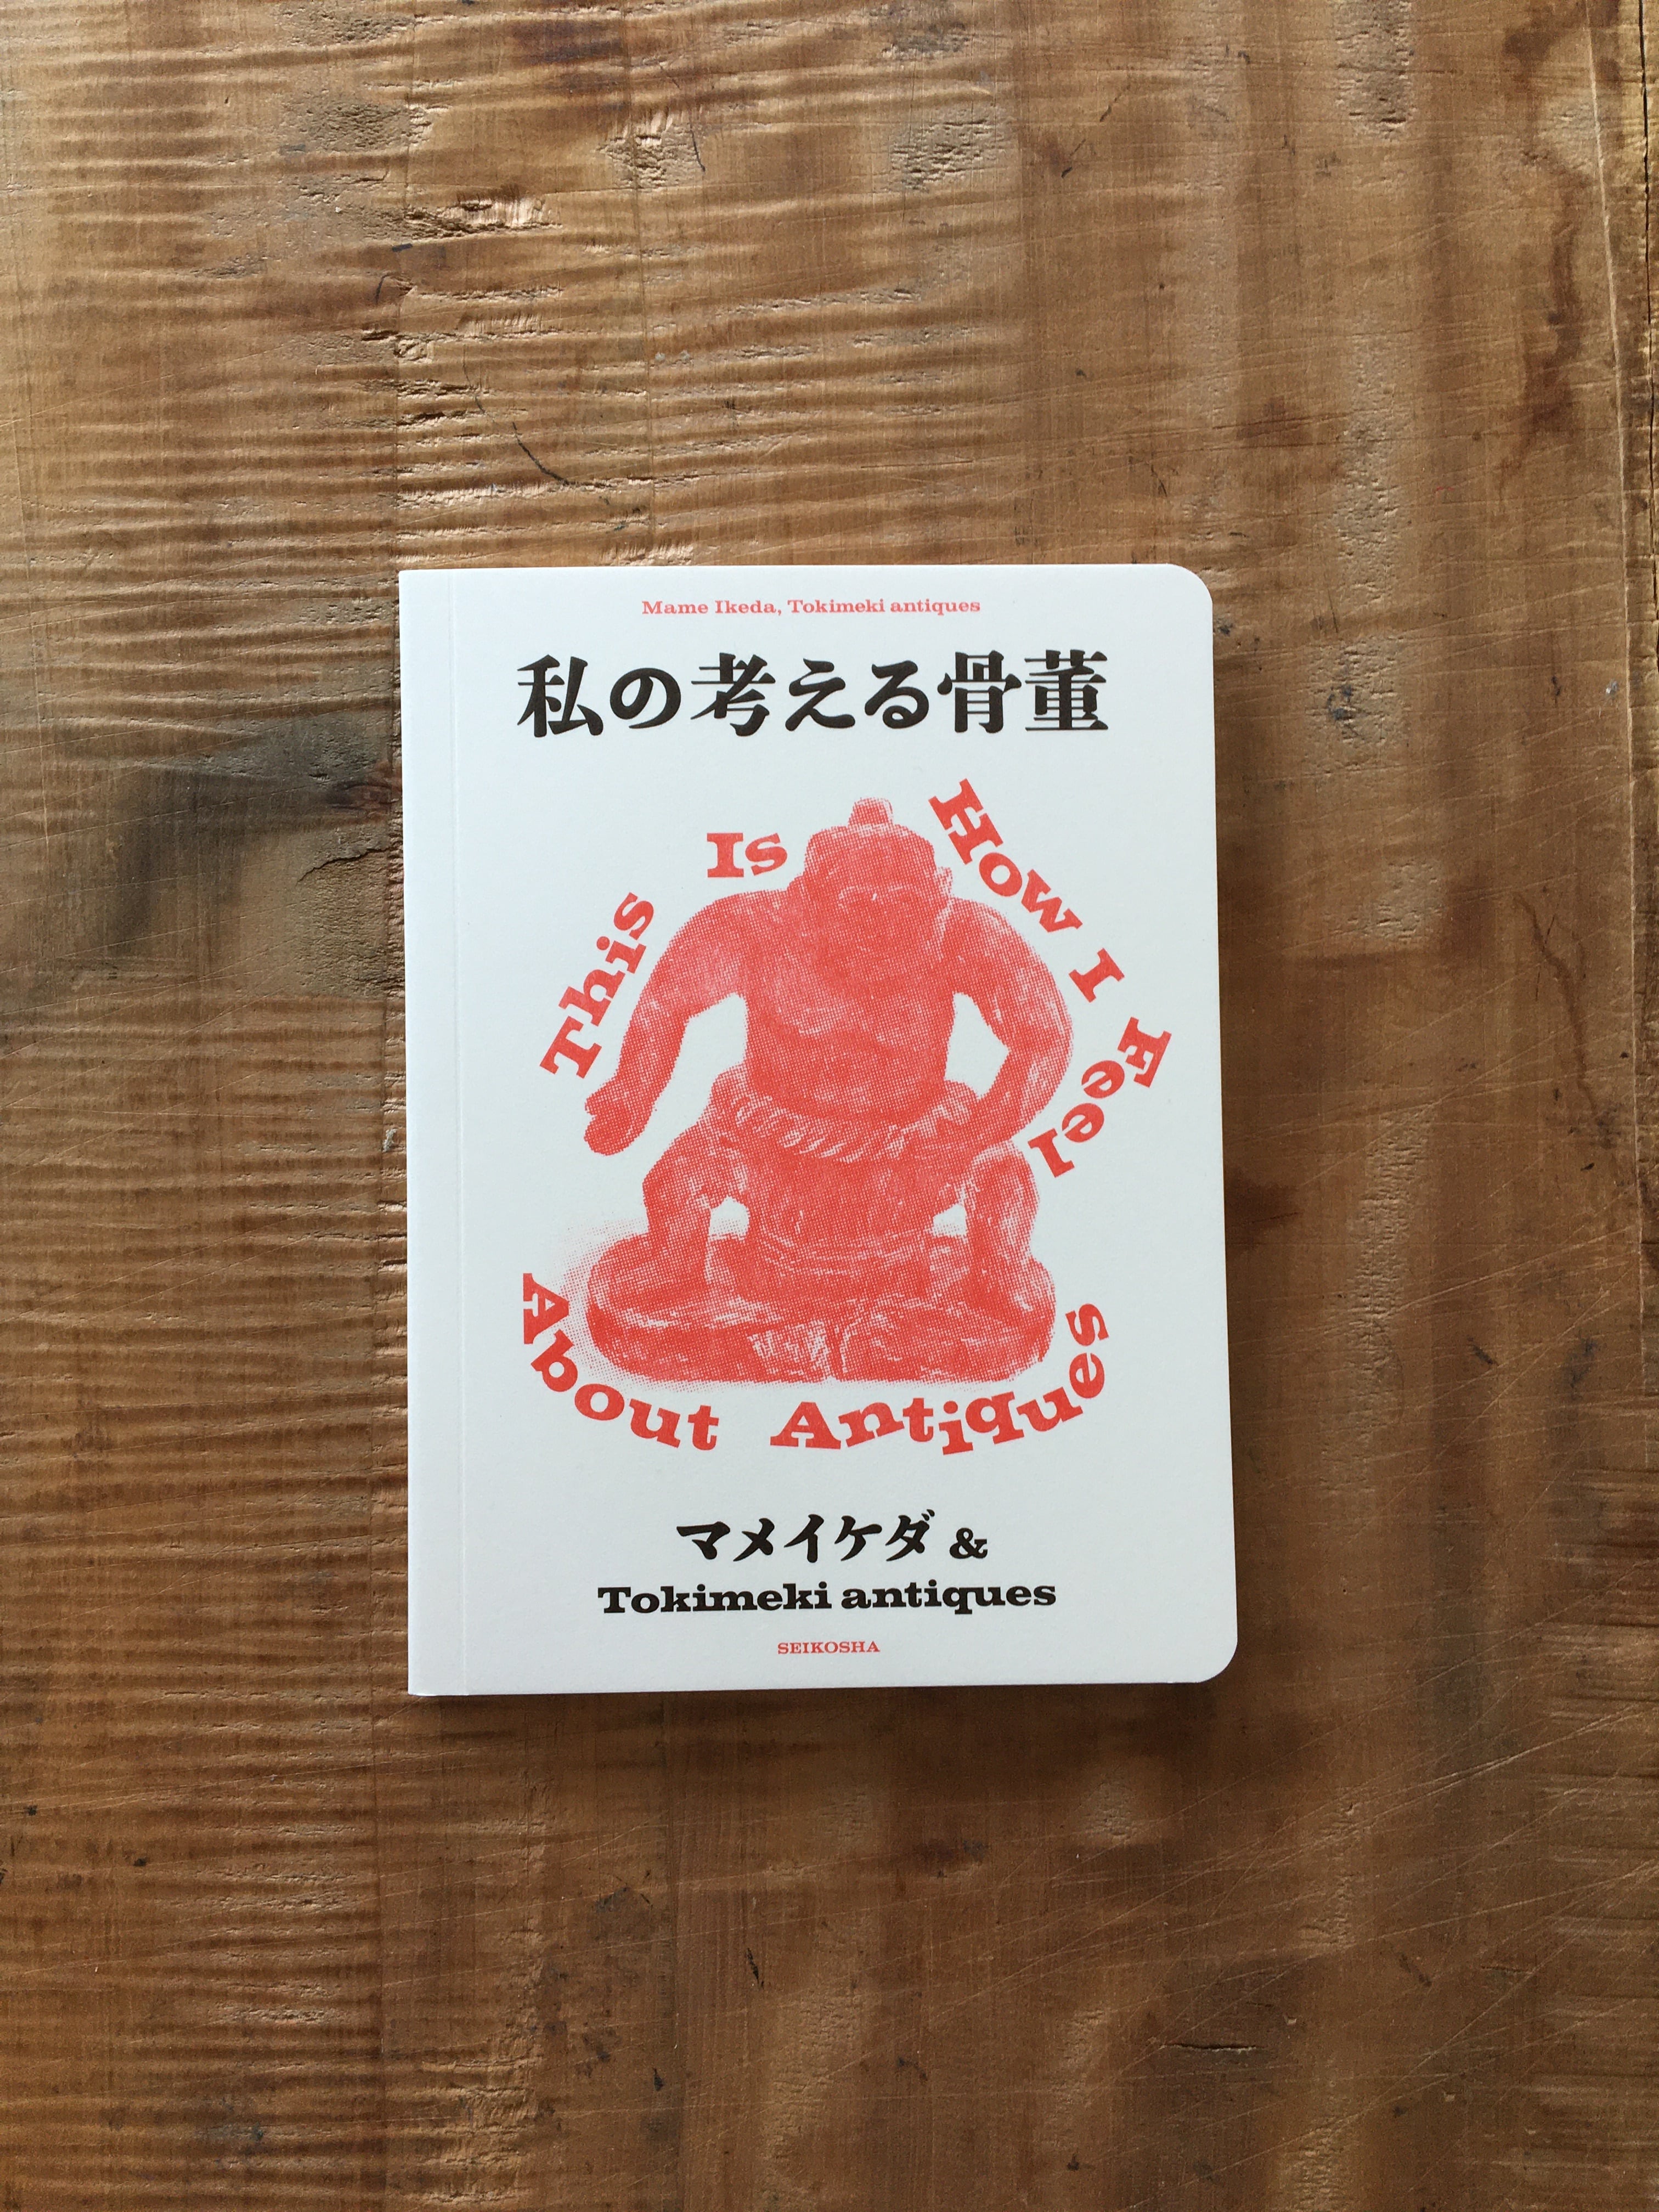 Mame Ikeda, Tokimeki antiques
私の考える骨董
This Is How I Feel
About Antiques
マメイケダ &
Tokimeki antiques
SEIKOSHA